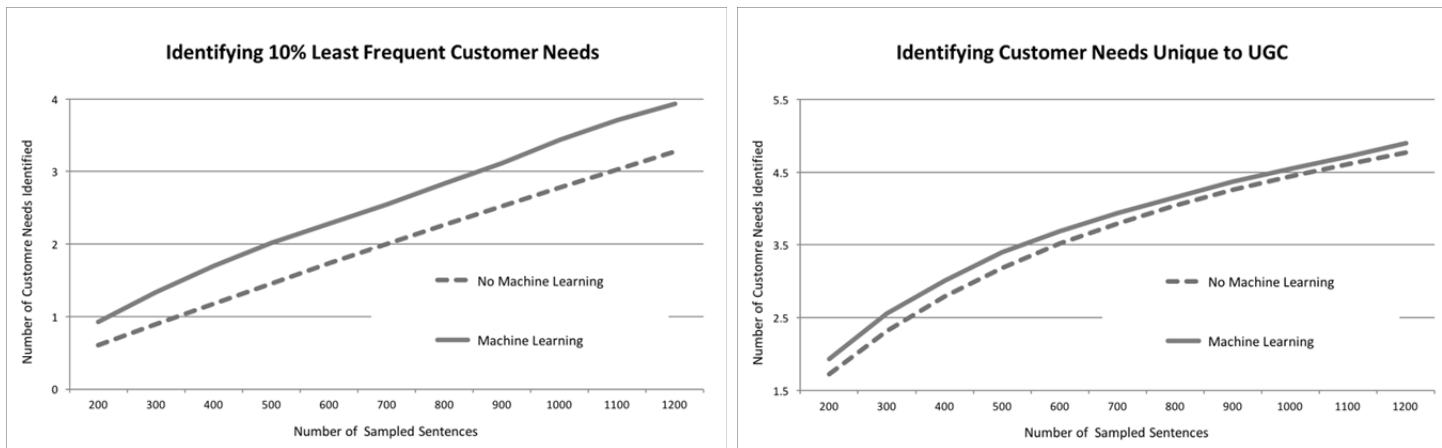 Identifying 10% Least Frequent Customer Needs
Number of Customre Needs Identified
4
3
2
1
0
No Machine Learning
Machine Learning
200 300 400 500 600 700 800 900 1000 1100 1200
Number of Sampled Sentences
Identifying Customer Needs Unique to UGC
Number of Customre Needs Identified
5.5
4.5
3.5
2.5
1.5
No Machine Learning
Machine Learning
200 300 400 500 600 700 800 900 1000 1100 1200
Number of Sampled Sentences